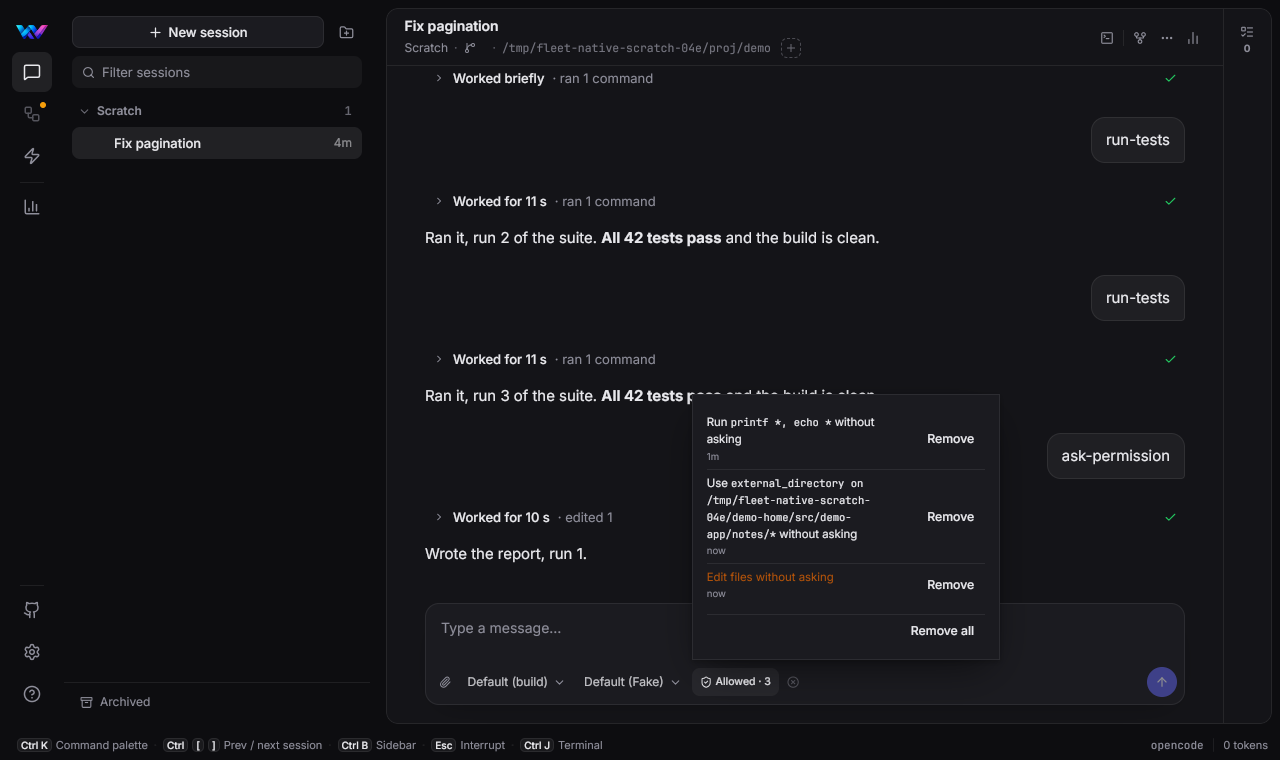 New session
Filter sessions
Scratch 1
Fix pagination 4m
Archived
Fix pagination
Scratch · · /tmp/fleet-native-scratch-04e/proj/demo
0
Worked briefly · ran 1 command
run-tests
Worked for 11 s · ran 1 command
Ran it, run 2 of the suite. All 42 tests pass and the build is clean.
run-tests
Worked for 11 s · ran 1 command
Ran it, run 3 of the suite. All 42 tests pass and the build is clean.
ask-permission
Worked for 10 s · edited 1
Wrote the report, run 1.
Run printf *, echo * without
asking
1m
Remove
Use external_directory on
/tmp/fleet-native-scratch-
04e/demo-home/src/demo-
app/notes/* without asking
now
Remove
Edit files without asking
now
Remove
Remove all
Type a message...
Default (build) Default (Fake) Allowed · 3
Ctrl K Command palette · Ctrl [ ] Prev / next session · Ctrl B Sidebar · Esc Interrupt · Ctrl J Terminal
opencode 0 tokens